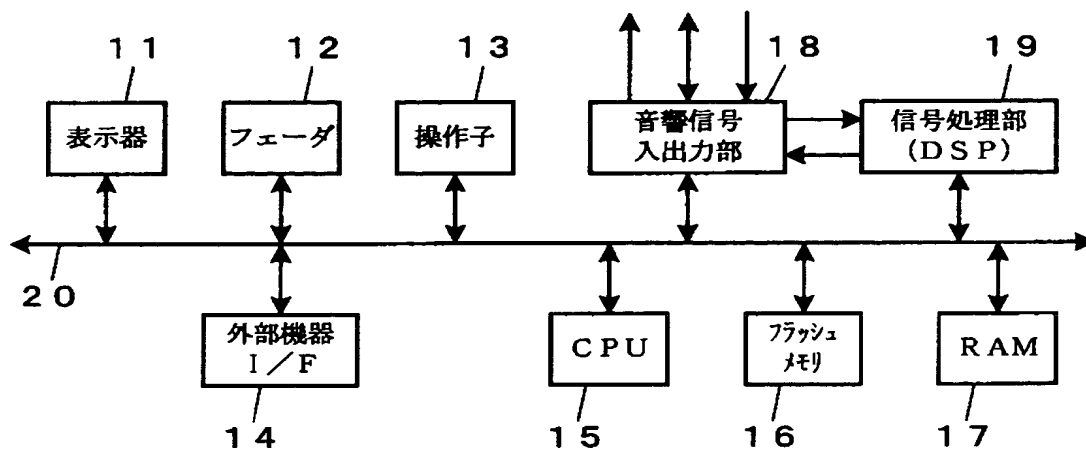 11
12
13
18
19
表示器
フェーダ
操作子
音響信号
入出力部
信号処理部
(DSP)
20
外部機器
I/F
CPU
フラッシュ
メモリ
RAM
14
15
16
17